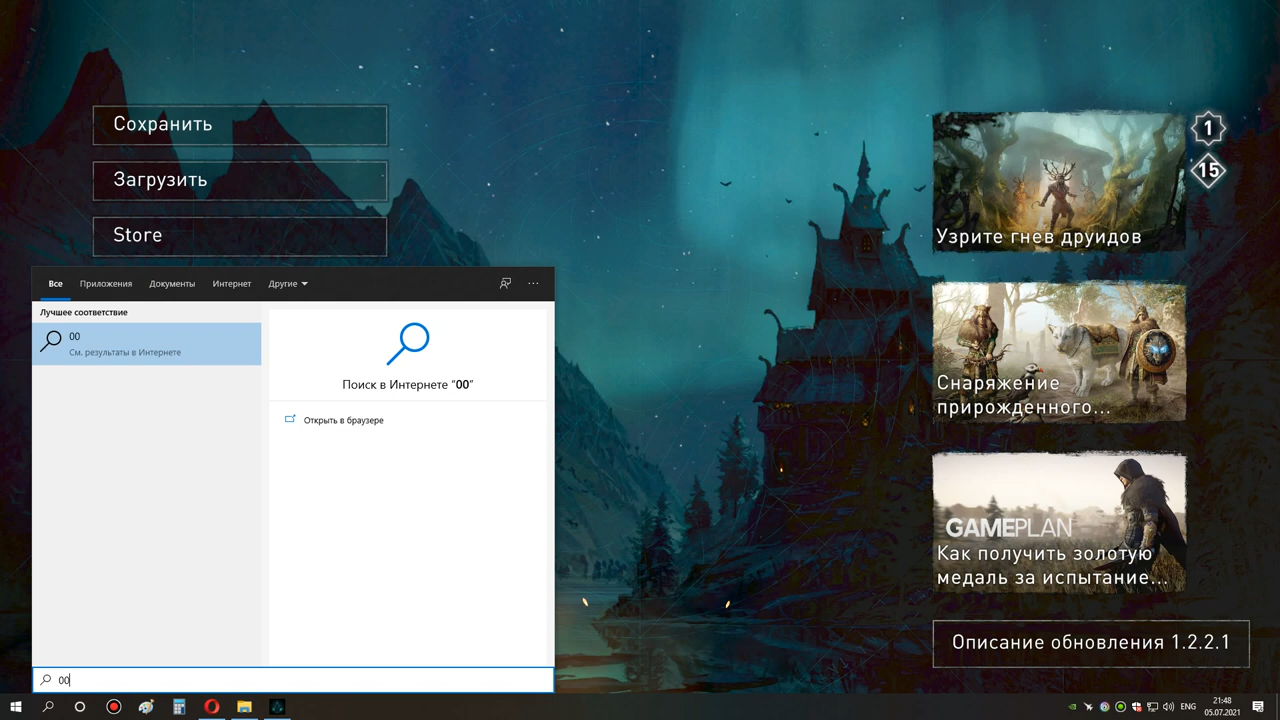 Сохранить
Загрузить
Store
Все
Приложения
Документы
Интернет
Другие
Лучшее соответствие
00
См. результаты в Интернете
Поиск в Интернете "00"
Открыть в браузере
00
1
15
Узрите гнев друидов
Снаряжение
прирожденного...
GAMEPLAN
Как получить золотую
медаль за испытание...
Описание обновления 1.2.2.1
ENG
21:48
05.07.2021